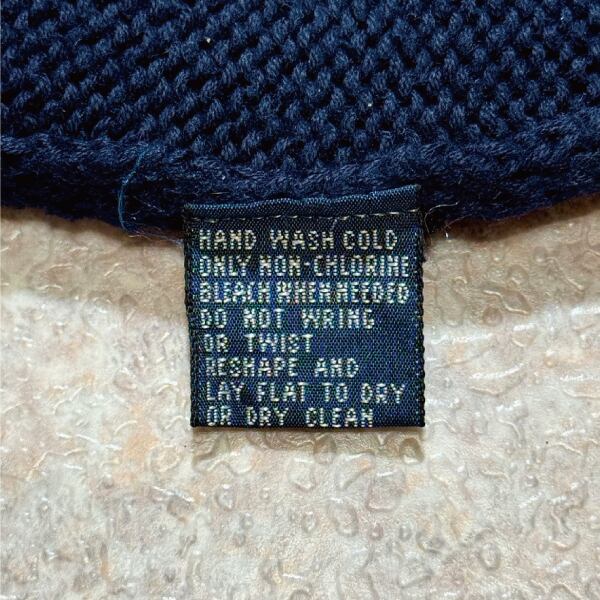 HAND WASH COLD
ONLY NON-CHLORINE
BLEACH WHEN NEEDED
DO NOT WRING
OR TWIST
RESHAPE AND
LAY FLAT TO DRY
OR DRY CLEAN